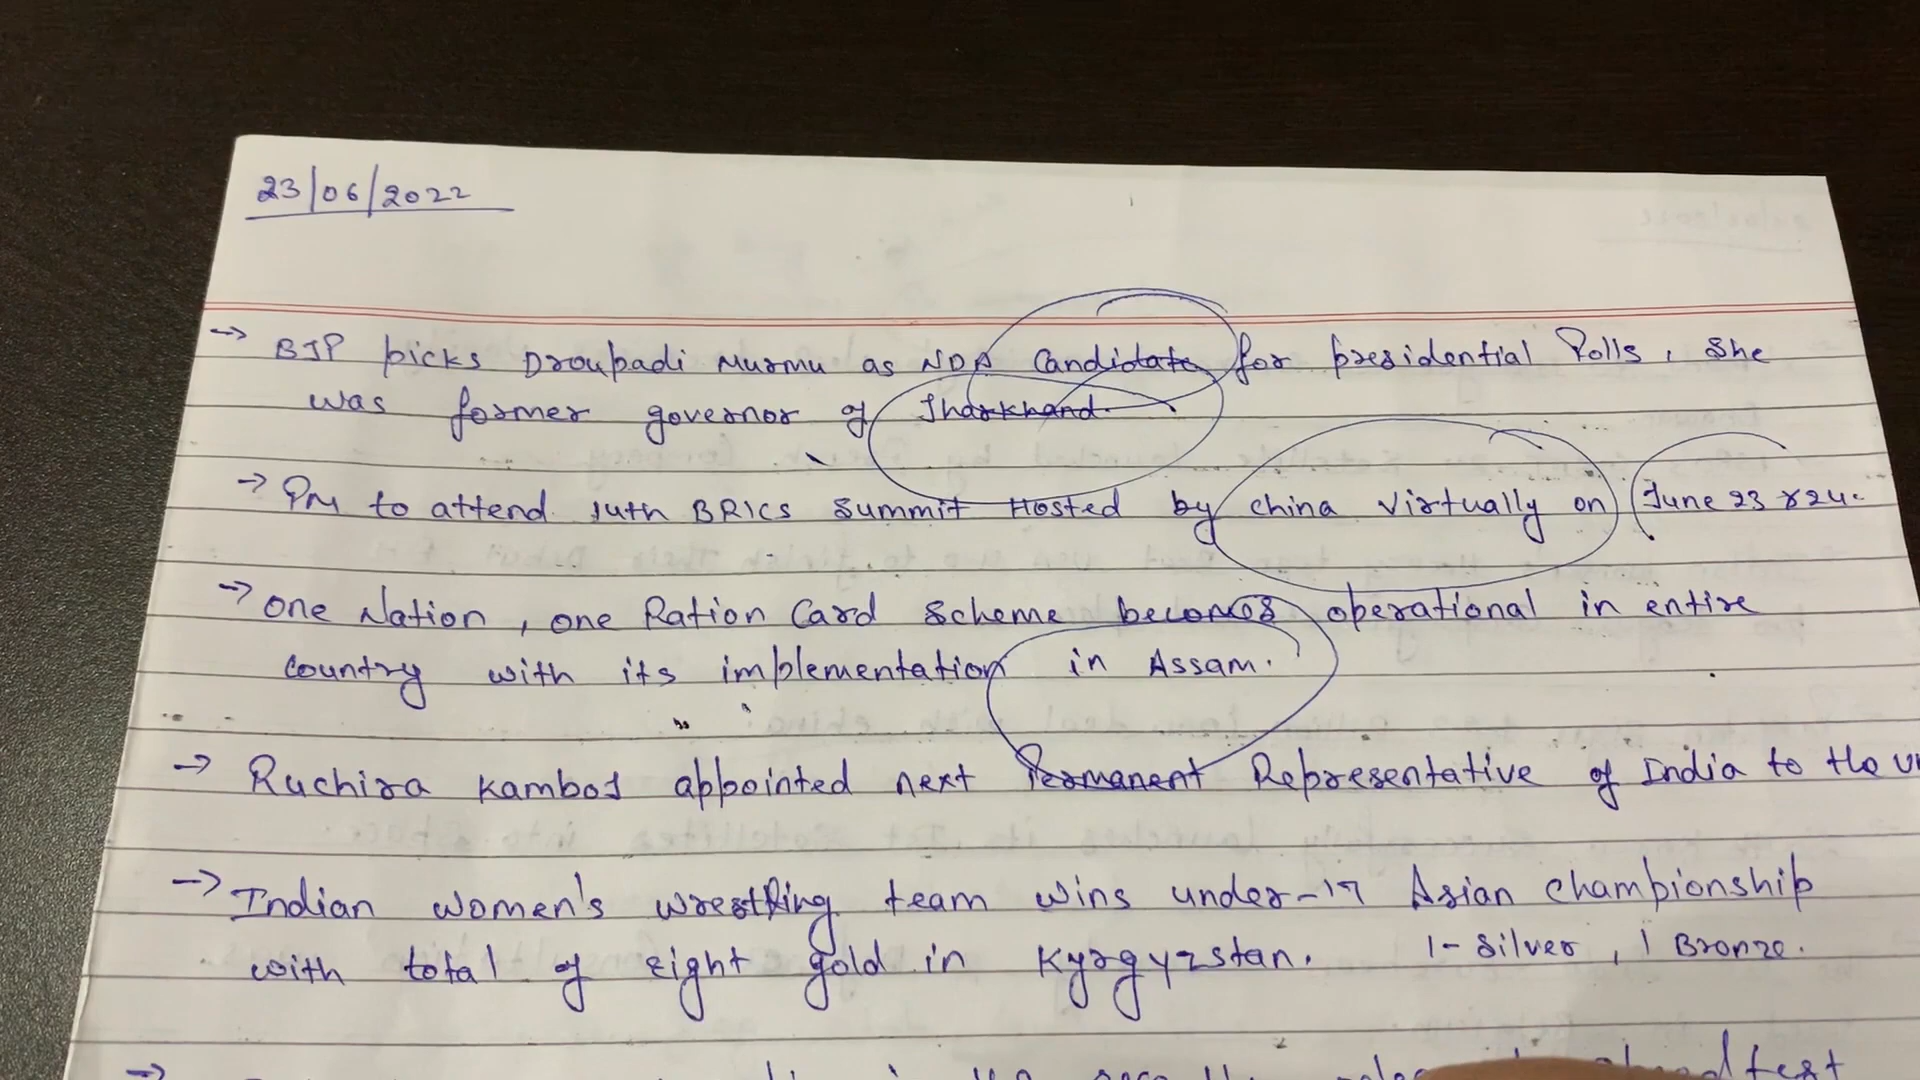 23/06/2022
→ BJP picks Droupadi Murmu as NDA Candidate for presidential Polls, she
was former governor of Jharkhand.
→ PM to attend 14th BRICS Summit Hosted by china virtually on June 23 & 24.
→ One Nation, one Ration Card Scheme becomes operational in entire
country with its implementation in Assam.
→ Ruchira Kamboj appointed next Permanent Representative of India to the
→ Indian women's wrestling team wins under-17 Asian championship
with total of eight gold in Kyrgyzstan. 1- Silver, 1 Bronze.